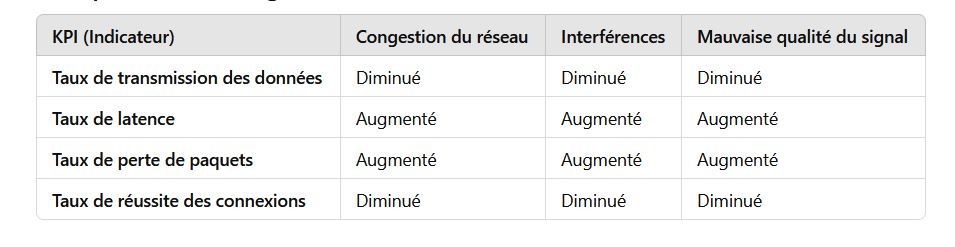 KPI (Indicateur) Congestion du réseau Interférences Mauvaise qualité du signal
Taux de transmission des données Diminué Diminué Diminué
Taux de latence Augmenté Augmenté Augmenté
Taux de perte de paquets Augmenté Augmenté Augmenté
Taux de réussite des connexions Diminué Diminué Diminué